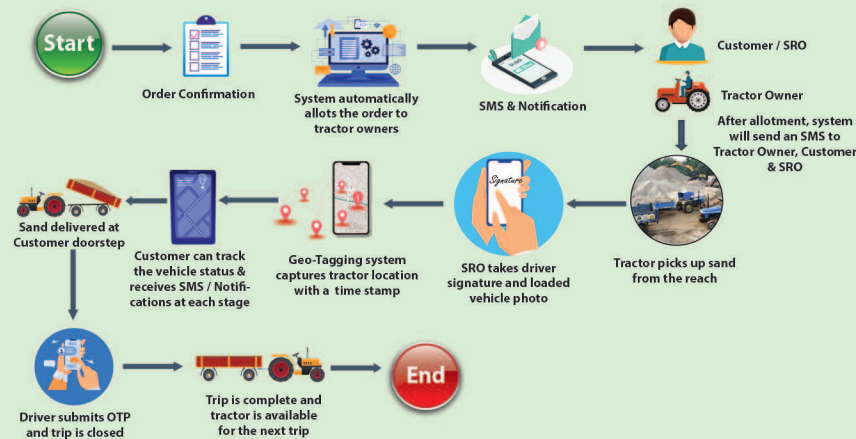 Start
Order Confirmation
System automatically
allots the order to
tractor owners
SMS & Notification
Customer / SRO
Tractor Owner
After allotment, system
will send an SMS to
Tractor Owner, Customer
& SRO
Tractor picks up sand
from the reach
Signature
SRO takes driver
signature and loaded
vehicle photo
Geo-Tagging system
captures tractor location
with a time stamp
Customer can track
the vehicle status &
receives SMS / Notifi-
cations at each stage
Sand delivered at
Customer doorstep
Driver submits OTP
and trip is closed
Trip is complete and
tractor is available
for the next trip
End